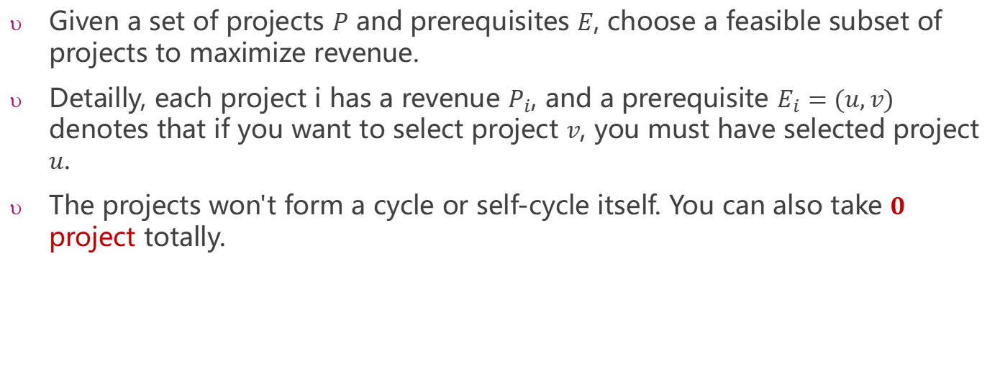 υ Given a set of projects P and prerequisites E, choose a feasible subset of
projects to maximize revenue.
υ Detailly, each project i has a revenue Pᵢ, and a prerequisite Eᵢ = (u, v)
denotes that if you want to select project v, you must have selected project
u.
υ The projects won't form a cycle or self-cycle itself. You can also take 0
project totally.